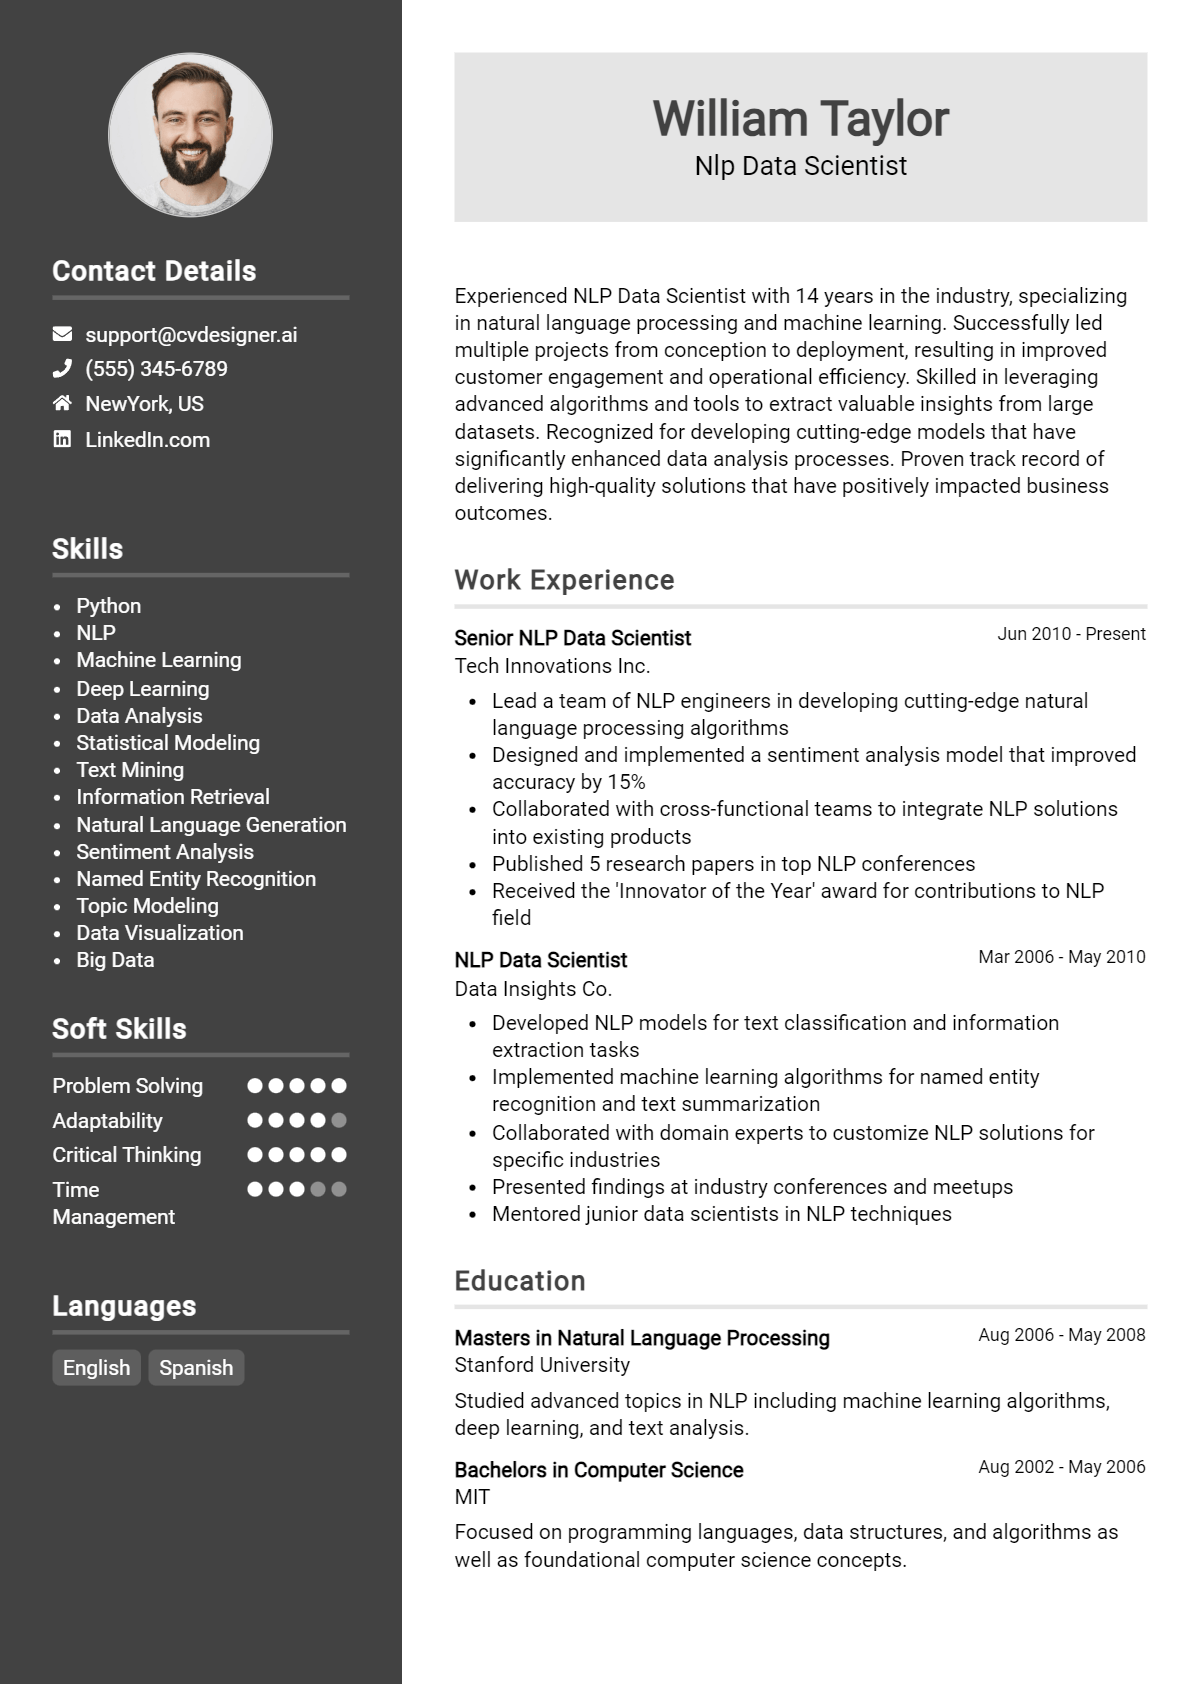 Contact Details
support@cvdesigner.ai
(555) 345-6789
NewYork, US
LinkedIn.com
Skills
• Python
• NLP
• Machine Learning
• Deep Learning
• Data Analysis
• Statistical Modeling
• Text Mining
• Information Retrieval
• Natural Language Generation
• Sentiment Analysis
• Named Entity Recognition
• Topic Modeling
• Data Visualization
• Big Data
Soft Skills
Problem Solving
Adaptability
Critical Thinking
Time
Management
Languages
English Spanish
William Taylor
Nlp Data Scientist
Experienced NLP Data Scientist with 14 years in the industry, specializing
in natural language processing and machine learning. Successfully led
multiple projects from conception to deployment, resulting in improved
customer engagement and operational efficiency. Skilled in leveraging
advanced algorithms and tools to extract valuable insights from large
datasets. Recognized for developing cutting-edge models that have
significantly enhanced data analysis processes. Proven track record of
delivering high-quality solutions that have positively impacted business
outcomes.
Work Experience
Senior NLP Data Scientist Jun 2010 - Present
Tech Innovations Inc.
• Lead a team of NLP engineers in developing cutting-edge natural
language processing algorithms
• Designed and implemented a sentiment analysis model that improved
accuracy by 15%
• Collaborated with cross-functional teams to integrate NLP solutions
into existing products
• Published 5 research papers in top NLP conferences
• Received the 'Innovator of the Year' award for contributions to NLP
field
NLP Data Scientist Mar 2006 - May 2010
Data Insights Co.
• Developed NLP models for text classification and information
extraction tasks
• Implemented machine learning algorithms for named entity
recognition and text summarization
• Collaborated with domain experts to customize NLP solutions for
specific industries
• Presented findings at industry conferences and meetups
• Mentored junior data scientists in NLP techniques
Education
Masters in Natural Language Processing Aug 2006 - May 2008
Stanford University
Studied advanced topics in NLP including machine learning algorithms,
deep learning, and text analysis.
Bachelors in Computer Science Aug 2002 - May 2006
MIT
Focused on programming languages, data structures, and algorithms as
well as foundational computer science concepts.